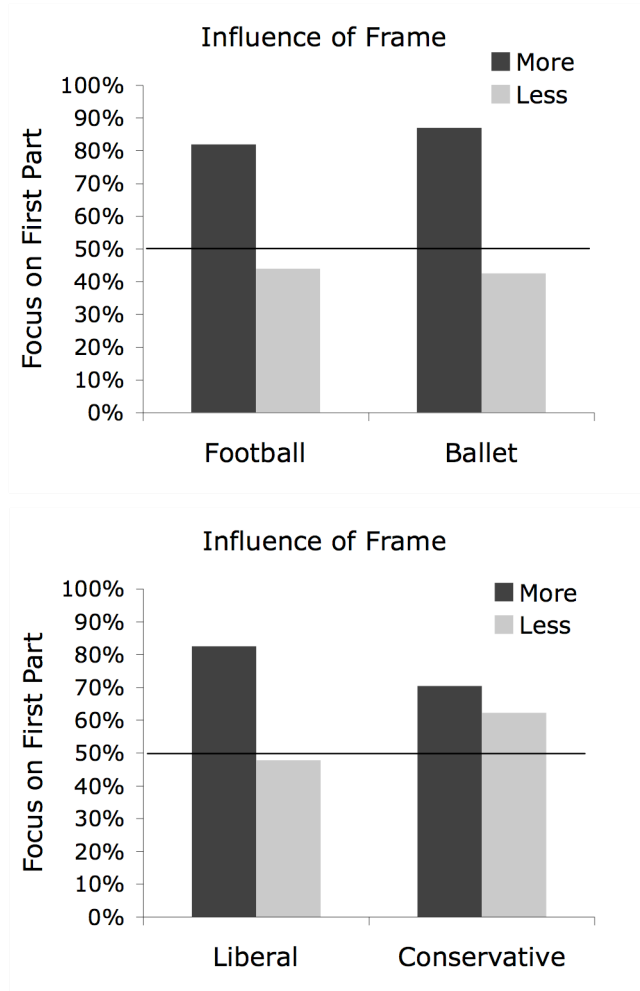 Influence of Frame
More
Less
Focus on First Part
100%
90%
80%
70%
60%
50%
40%
30%
20%
10%
0%
Football
Ballet
Influence of Frame
More
Less
Focus on First Part
100%
90%
80%
70%
60%
50%
40%
30%
20%
10%
0%
Liberal
Conservative